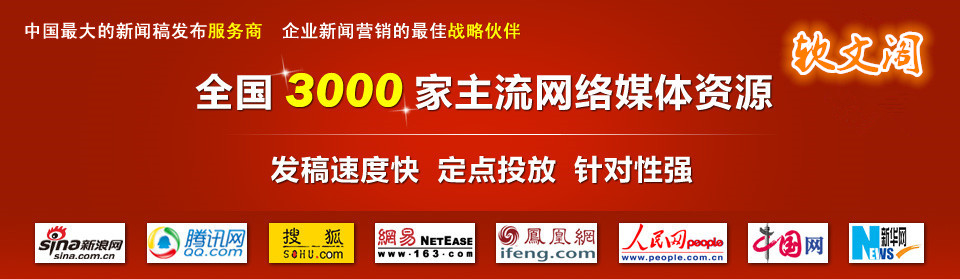 中国最大的新闻稿发布服务商 企业新闻营销的最佳战略伙伴
软文阁
全国 3000 家主流网络媒体资源
发稿速度快 定点投放 针对性强
sina新浪网
sina.com.cn
腾讯网
QQ.com
搜狐
SOHU.com
網易 NETEASE
www.163.com
鳳凰網
ifeng.com
人民网 people
www.people.com.cn
中国网
新华网
NEWS